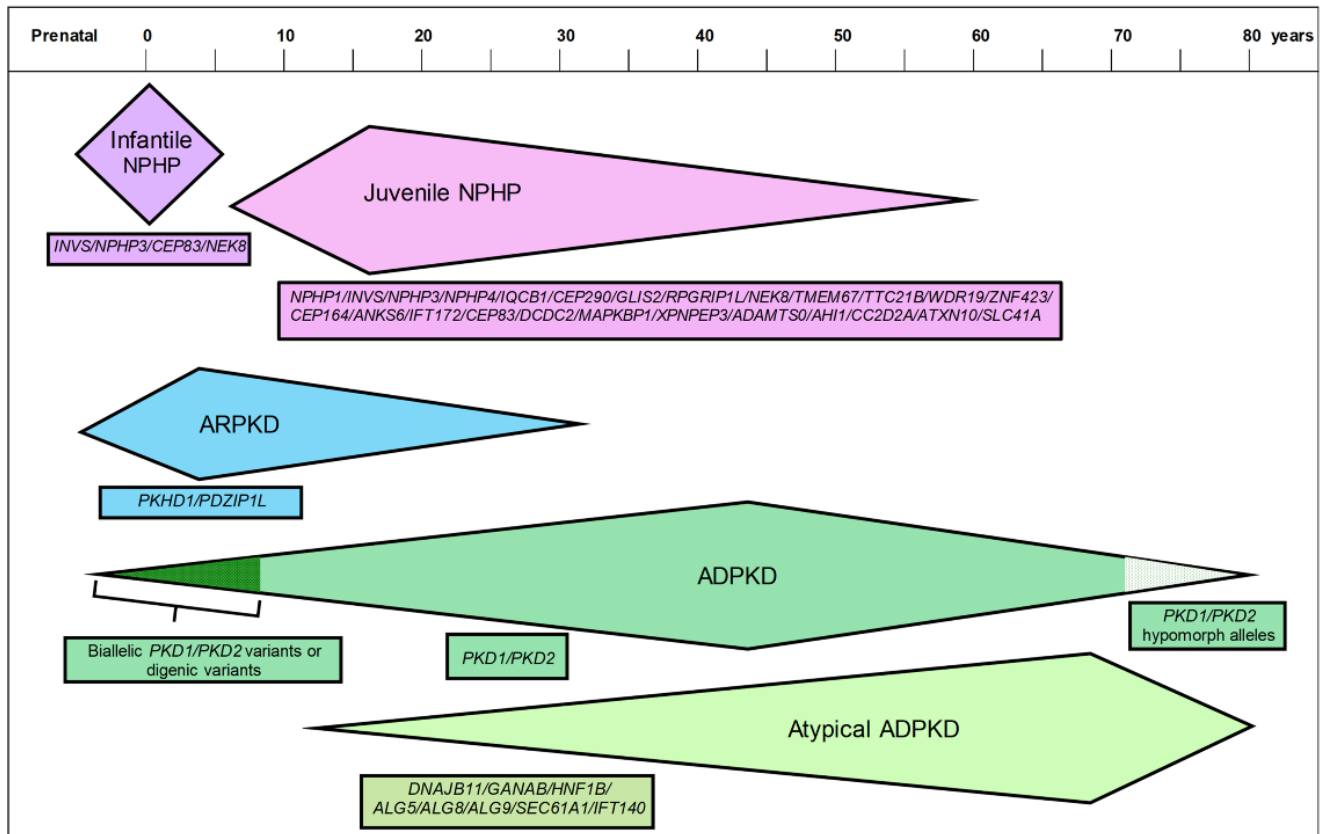 Prenatal 0 10 20 30 40 50 60 70 80 years
Infantile
NPHP
Juvenile NPHP
INVS/NPHP3/CEP83/NEK8
NPHP1/INVS/NPHP3/NPHP4/IQCB1/CEP290/GLIS2/RPGRIP1L/NEK8/TMEM67/TTC21B/WDR19/ZNF423/
CEP164/ANKS6/IFT172/CEP83/DCDC2/MAPKBP1/XPNPEP3/ADAMTS0/AHI1/CC2D2A/ATXN10/SLC41A
ARPKD
PKHD1/PDZIP1L
ADPKD
Biallelic PKD1/PKD2 variants or
digenic variants
PKD1/PKD2
PKD1/PKD2
hypomorph alleles
Atypical ADPKD
DNAJB11/GANAB/HNF1B/
ALG5/ALG8/ALG9/SEC61A1/IFT140